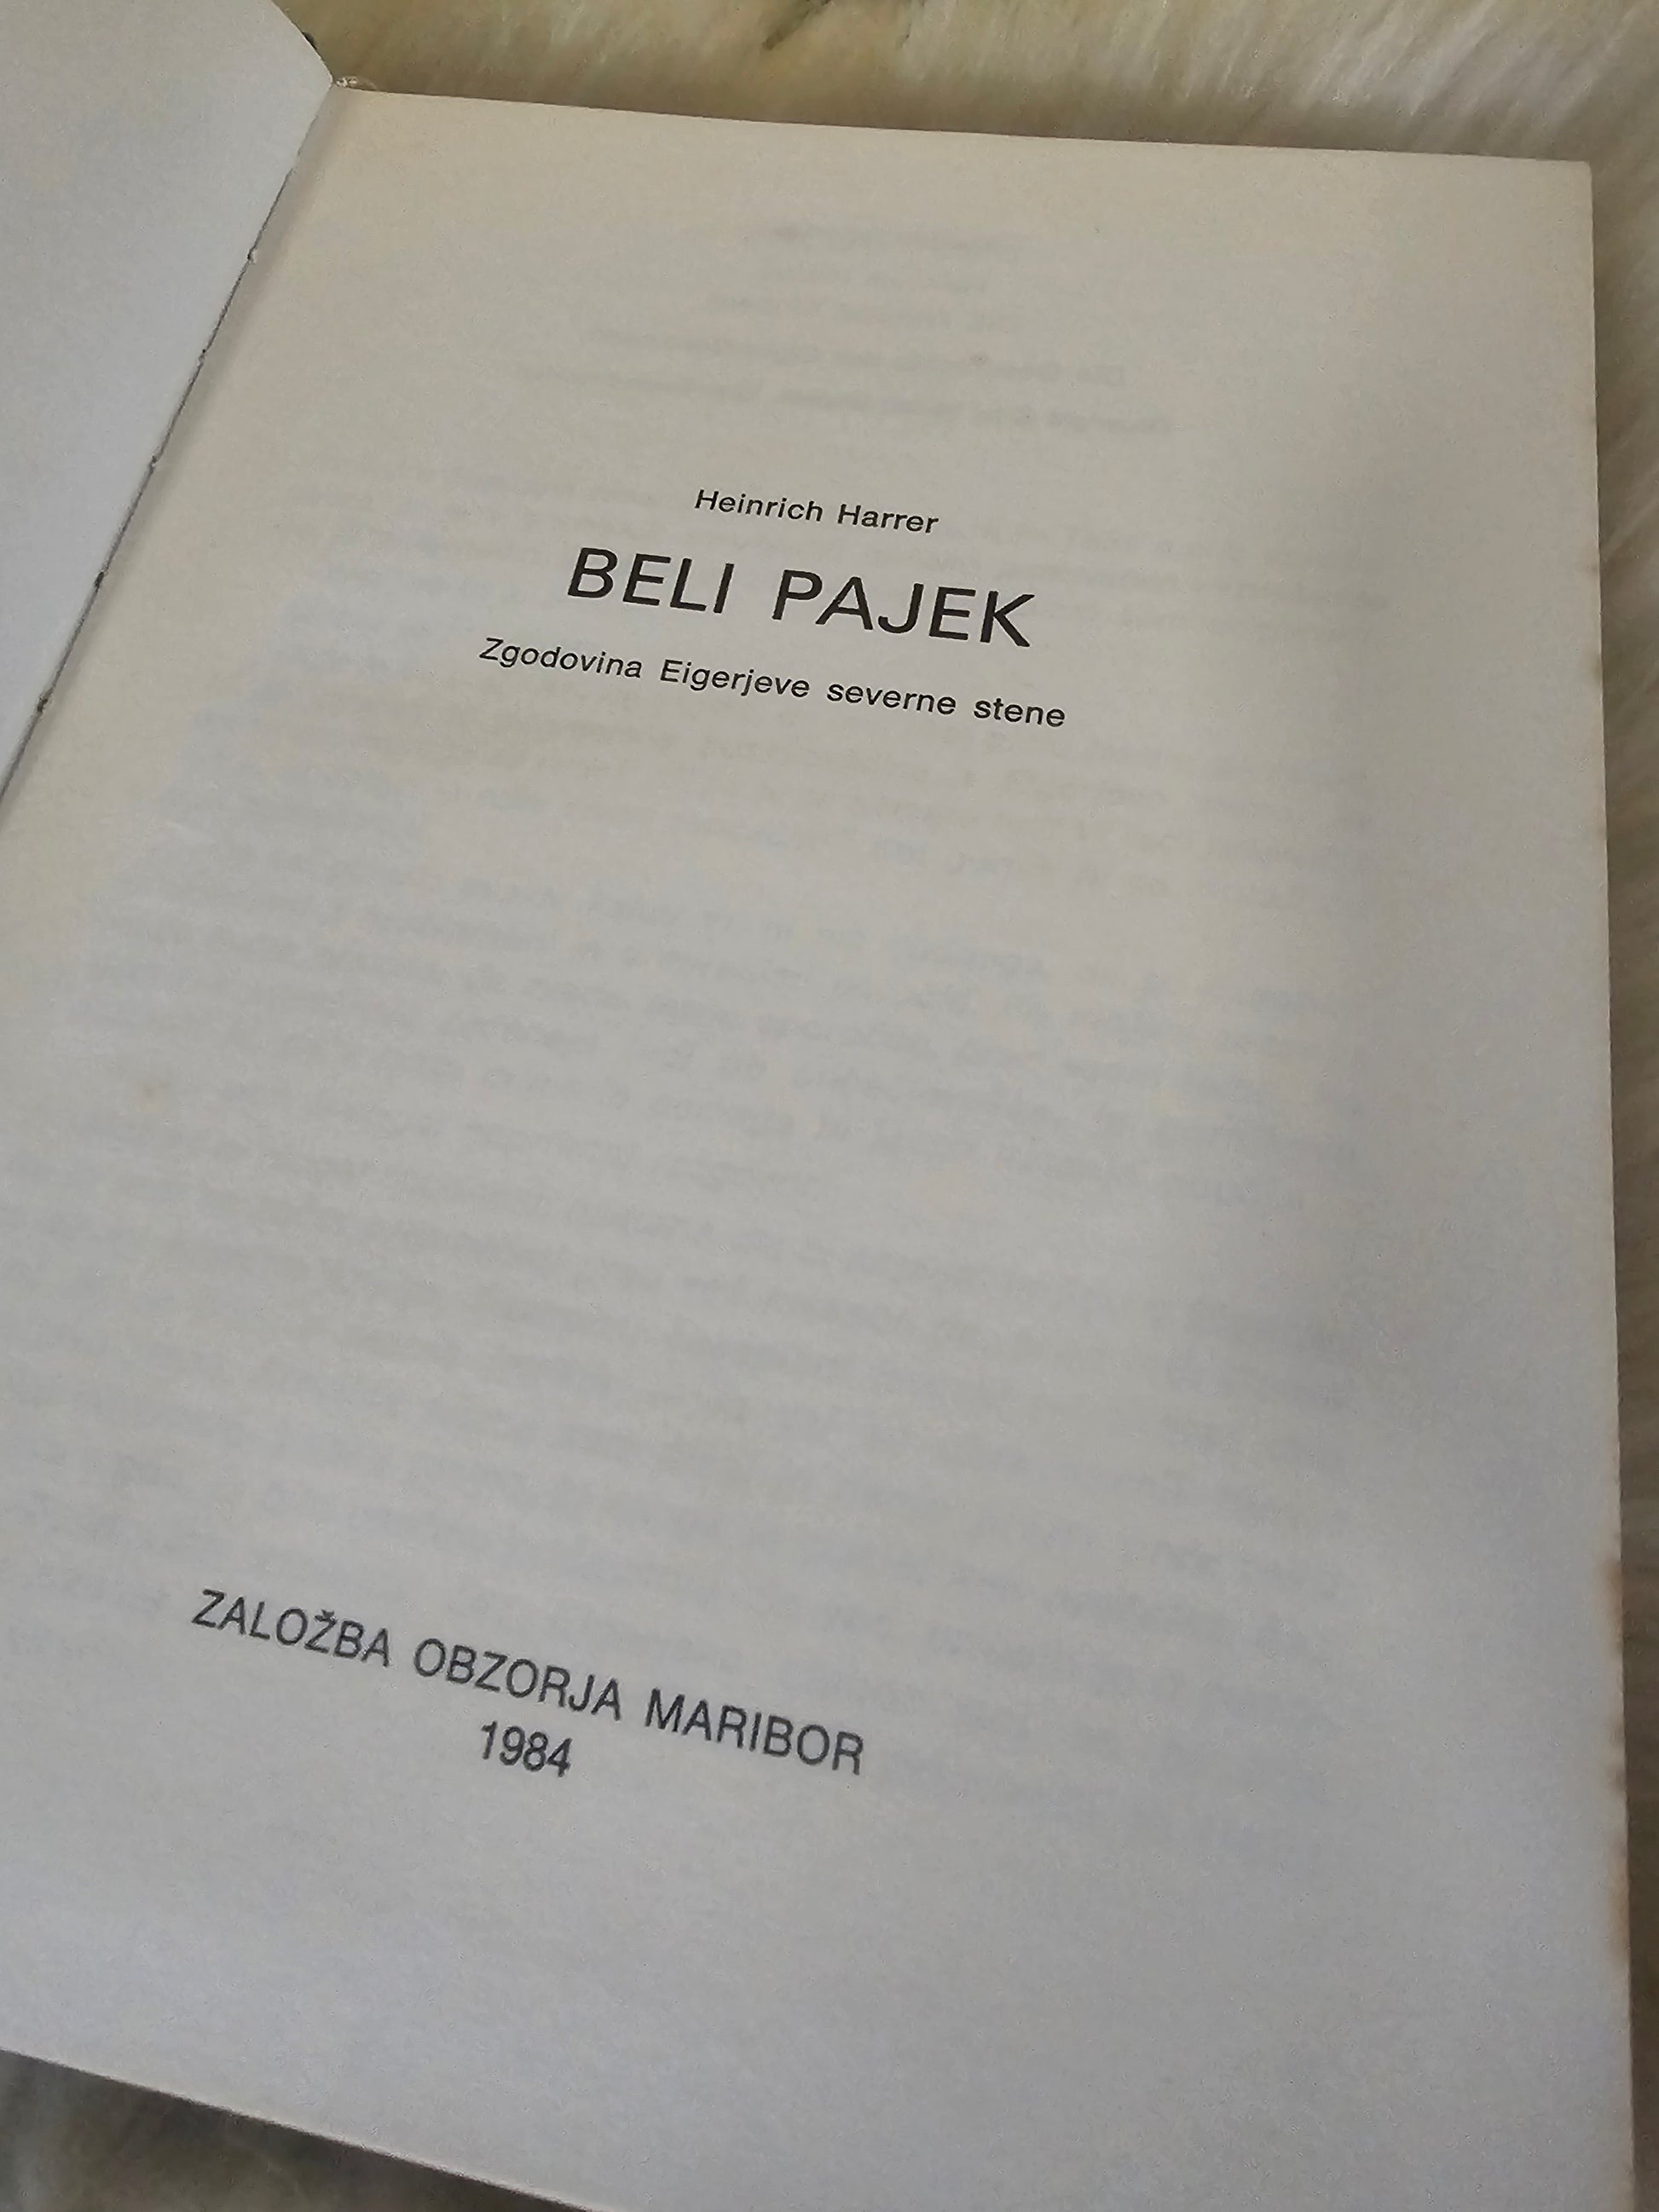 Heinrich Harrer
BELI PAJEK
Zgodovina Eigerjeve severne stene
ZALOŽBA OBZORJA MARIBOR
1984